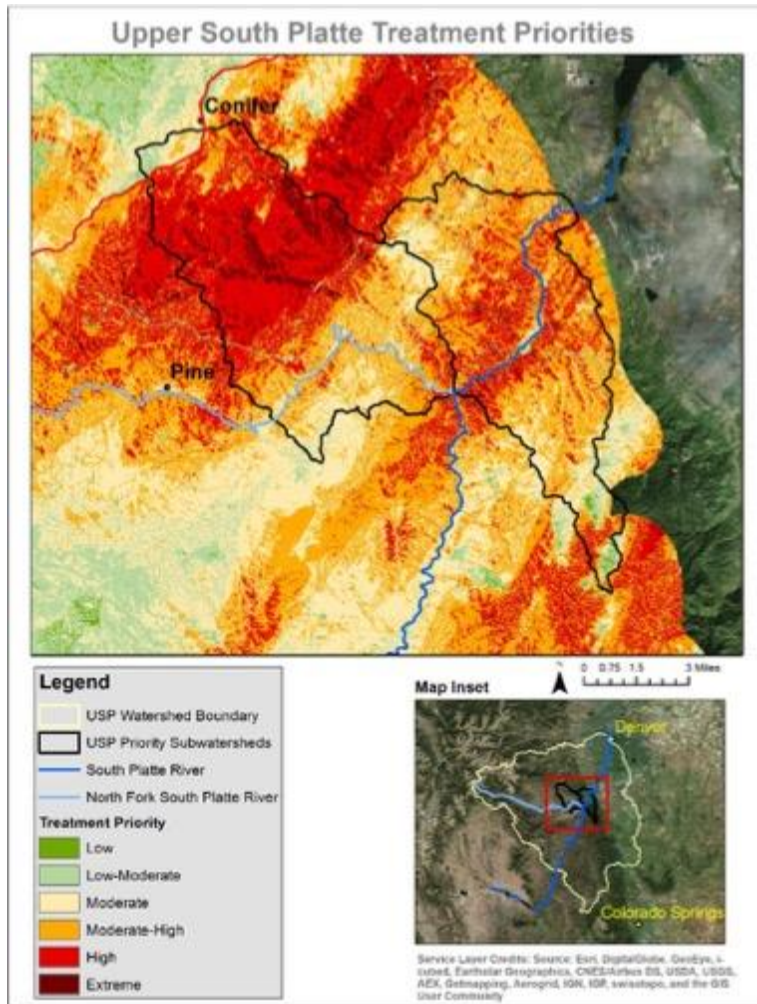 Upper South Platte Treatment Priorities
Conifer
Pine
Legend
USP Watershed Boundary
USP Priority Subwatersheds
South Platte River
North Fork South Platte River
Treatment Priority
Low
Low-Moderate
Moderate
Moderate-High
High
Extreme
N
0 0.75 1.5 3 Miles
Map Inset
Denver
Colorado Springs
Service Layer Credits: Source: Esri, DigitalGlobe, GeoEye, i-
cubed, Earthstar Geographics, CNES/Airbus DS, USDA, USGS,
AEX, Getmapping, Aerogrid, IGN, IGP, swisstopo, and the GIS
User Community